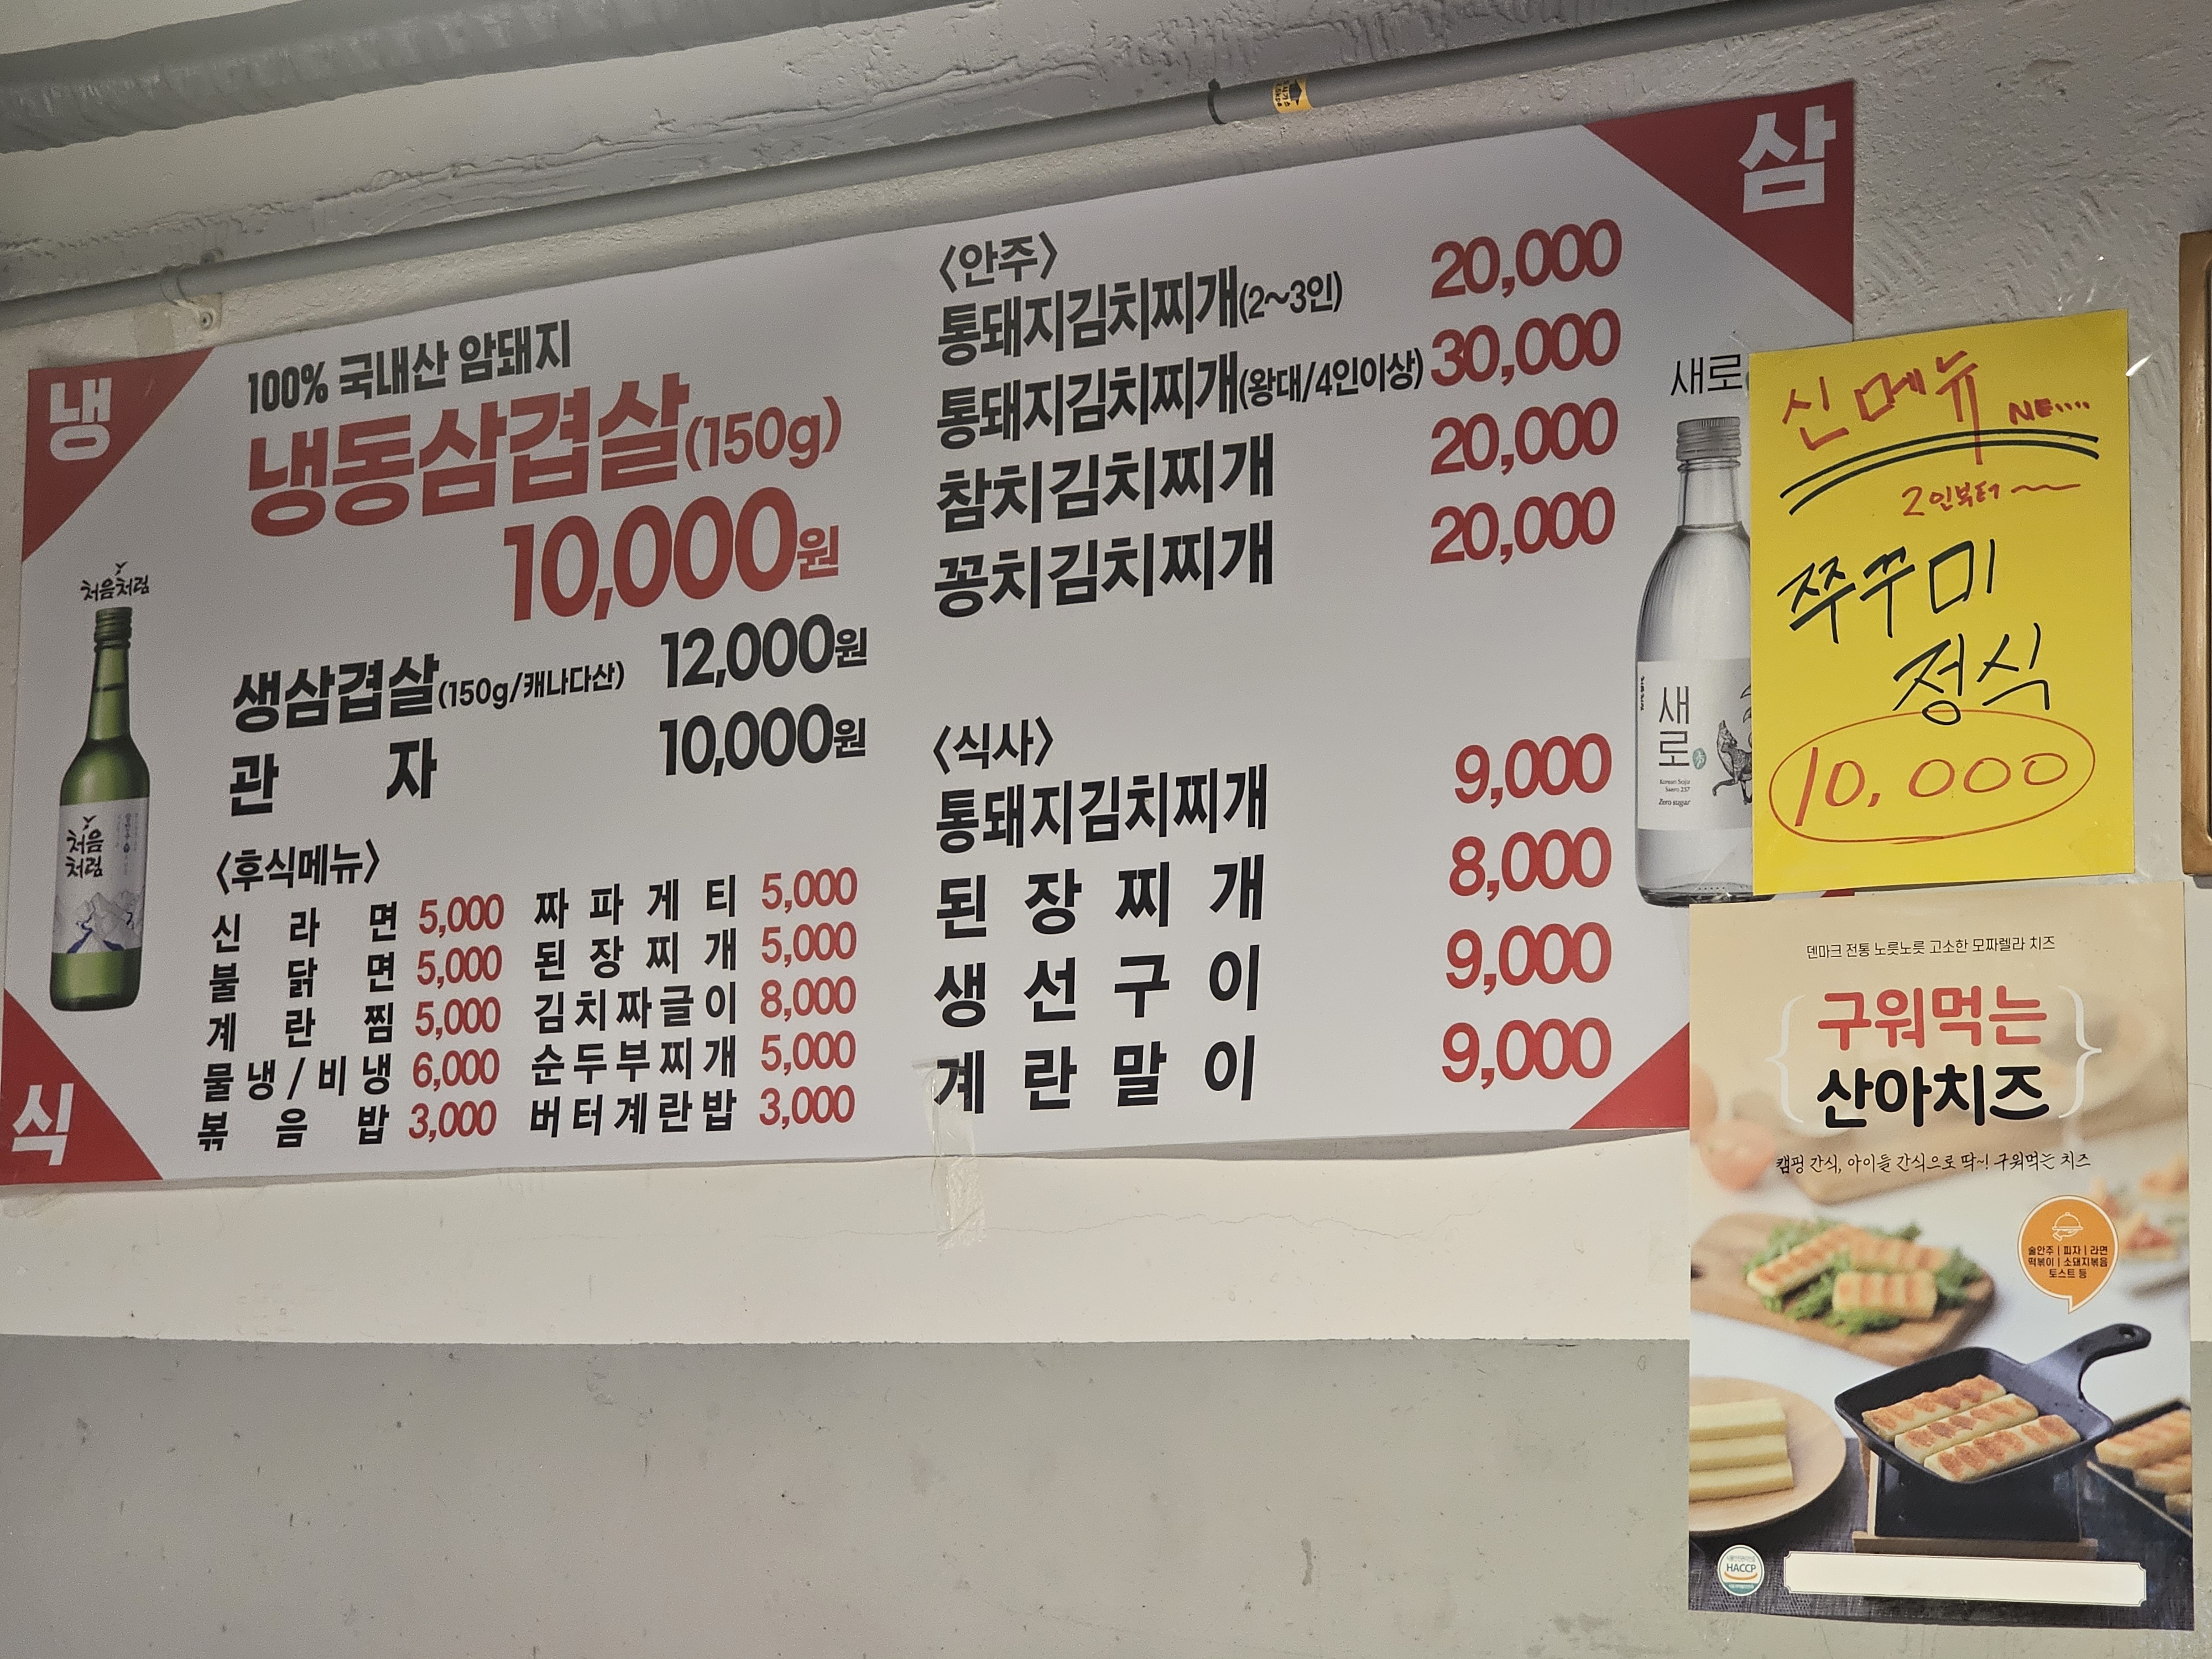 냉
삼
식
100% 국내산 암돼지
냉동삼겹살(150g)
10,000원
생삼겹살(150g/캐나다산) 12,000원
관 자 10,000원
<후식메뉴>
신 라 면 5,000 짜 파 게 티 5,000
불 닭 면 5,000 된 장 찌 개 5,000
계 란 찜 5,000 김치짜글이 8,000
물 냉 / 비 냉 6,000 순두부찌개 5,000
볶 음 밥 3,000 버터계란밥 3,000
처음처럼
처음
처럼
<안주>
통돼지김치찌개(2~3인) 20,000
통돼지김치찌개(왕대/4인이상) 30,000
참치김치찌개 20,000
꽁치김치찌개 20,000
<식사>
통돼지김치찌개 9,000
된 장 찌 개 8,000
생 선 구 이 9,000
계 란 말 이 9,000
새로
새
로
Zero sugar
신메뉴 NE....
2인부터~~
쭈꾸미
정식
10,000
덴마크 전통 노릇노릇 고소한 모짜렐라 치즈
구워먹는
산아치즈
캠핑 간식, 아이들 간식으로 딱~! 구워먹는 치즈
술안주 | 피자 | 라면
떡볶이 | 소돼지볶음
토스트 등
HACCP